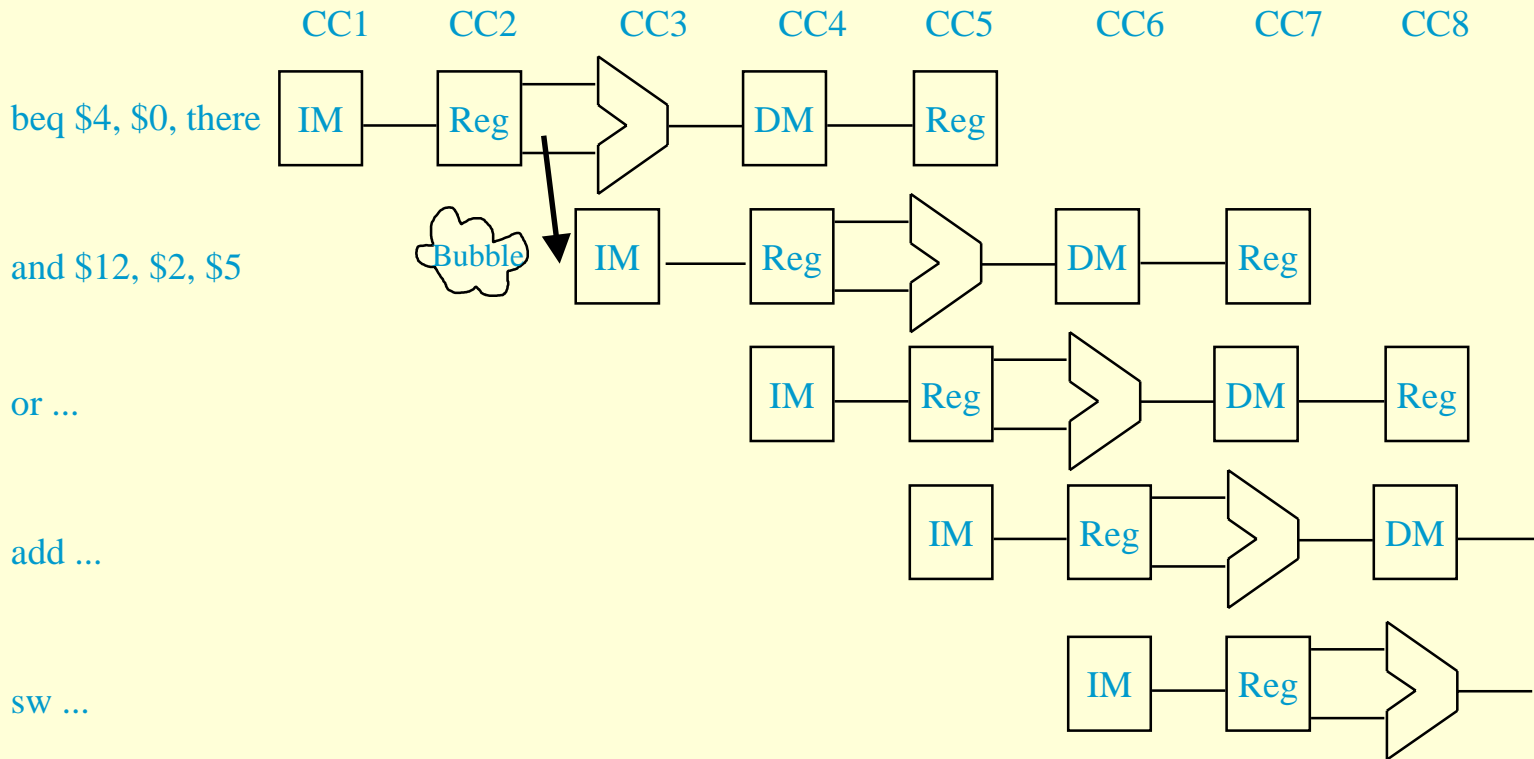 CC1 CC2 CC3 CC4 CC5 CC6 CC7 CC8
beq $4, $0, there IM Reg DM Reg
and $12, $2, $5 Bubble IM Reg DM Reg
or ... IM Reg DM Reg
add ... IM Reg DM
sw ... IM Reg